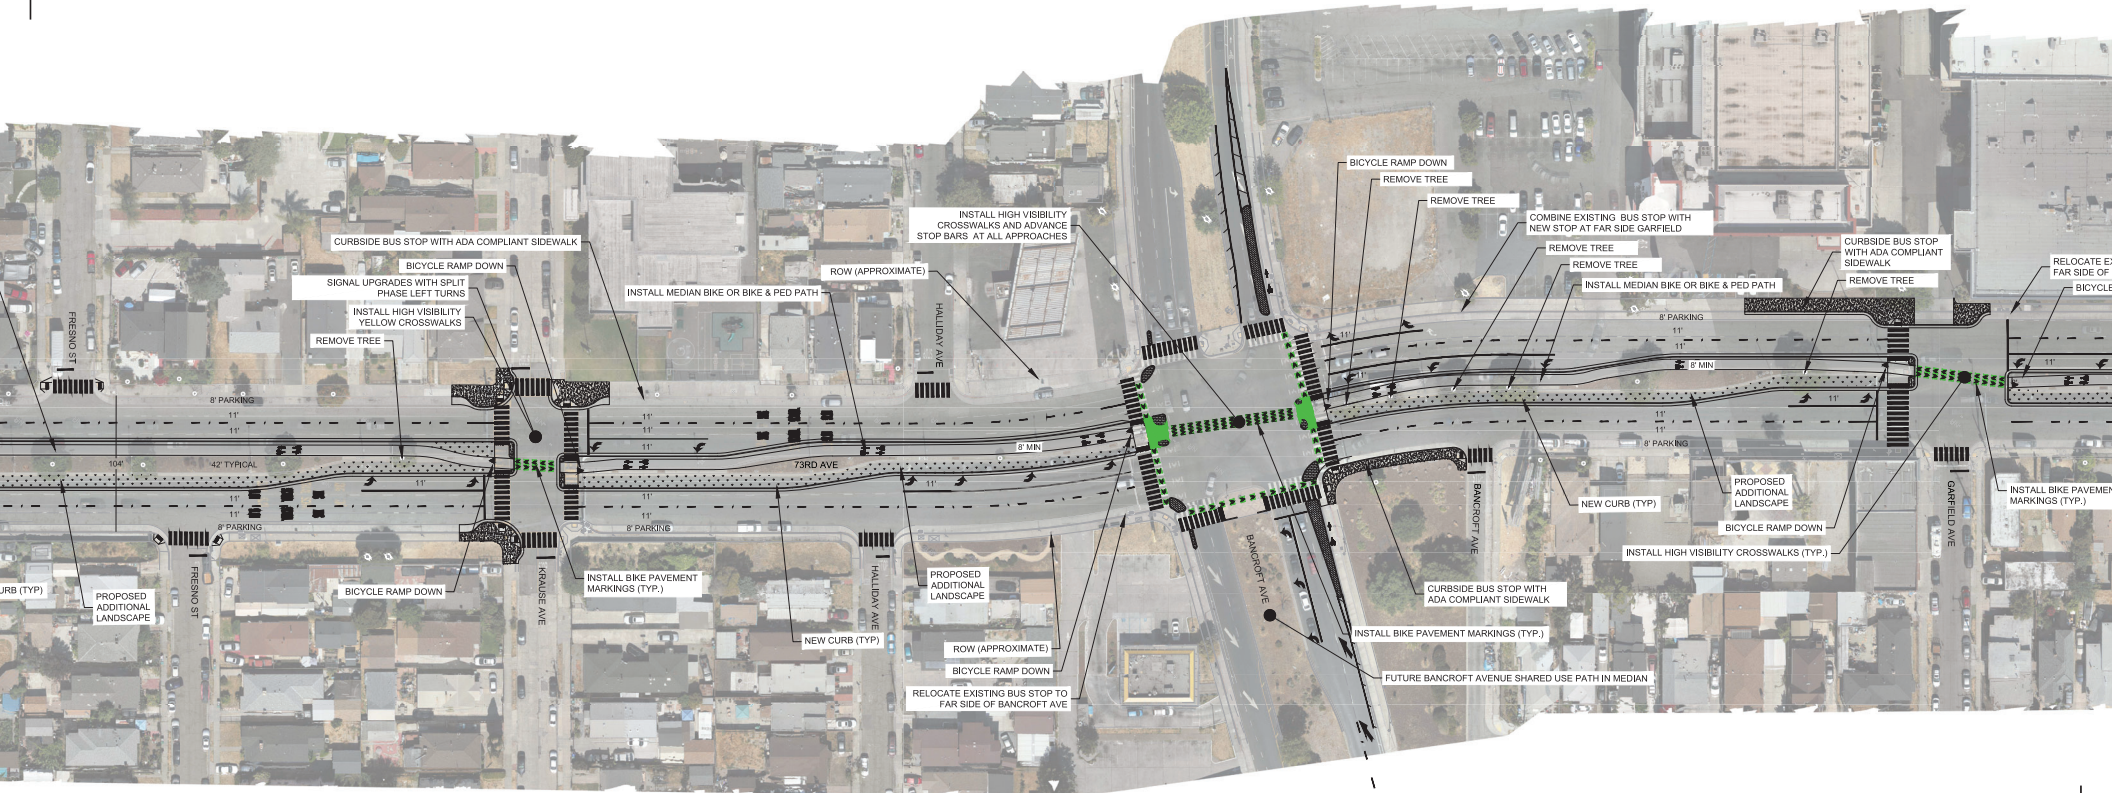 BICYCLE RAMP DOWN
REMOVE TREE
REMOVE TREE
INSTALL HIGH VISIBILITY
CROSSWALKS AND ADVANCE
STOP BARS AT ALL APPROACHES
COMBINE EXISTING BUS STOP WITH
NEW STOP AT FAR SIDE GARFIELD
CURBSIDE BUS STOP WITH ADA COMPLIANT SIDEWALK
REMOVE TREE
CURBSIDE BUS STOP
WITH ADA COMPLIANT
SIDEWALK
BICYCLE RAMP DOWN
ROW (APPROXIMATE)
REMOVE TREE
RELOCATE EX
FAR SIDE OF
SIGNAL UPGRADES WITH SPLIT
PHASE LEFT TURNS
INSTALL MEDIAN BIKE OR BIKE & PED PATH
INSTALL MEDIAN BIKE OR BIKE & PED PATH
REMOVE TREE
BICYCLE
INSTALL HIGH VISIBILITY
YELLOW CROSSWALKS
REMOVE TREE
FRESNO ST
HALLIDAY AVE
8' PARKING
11'
11'
11'
11'
8' MIN
11'
8' PARKING
11'
11'
11'
11'
11'
11'
8' MIN
11'
11'
11'
8' PARKING
104'
42' TYPICAL
73RD AVE
11'
11'
11'
11'
11'
11'
8' PARKING
8' PARKING
FRESNO ST
KRAUSE AVE
HALLIDAY AVE
BANCROFT AVE
BANCROFT AVE
GARFIELD AVE
PROPOSED
ADDITIONAL
LANDSCAPE
INSTALL BIKE PAVEMEN
MARKINGS (TYP.)
NEW CURB (TYP)
BICYCLE RAMP DOWN
INSTALL HIGH VISIBILITY CROSSWALKS (TYP.)
URB (TYP)
PROPOSED
ADDITIONAL
LANDSCAPE
BICYCLE RAMP DOWN
INSTALL BIKE PAVEMENT
MARKINGS (TYP.)
PROPOSED
ADDITIONAL
LANDSCAPE
CURBSIDE BUS STOP WITH
ADA COMPLIANT SIDEWALK
NEW CURB (TYP)
ROW (APPROXIMATE)
INSTALL BIKE PAVEMENT MARKINGS (TYP.)
BICYCLE RAMP DOWN
FUTURE BANCROFT AVENUE SHARED USE PATH IN MEDIAN
RELOCATE EXISTING BUS STOP TO
FAR SIDE OF BANCROFT AVE